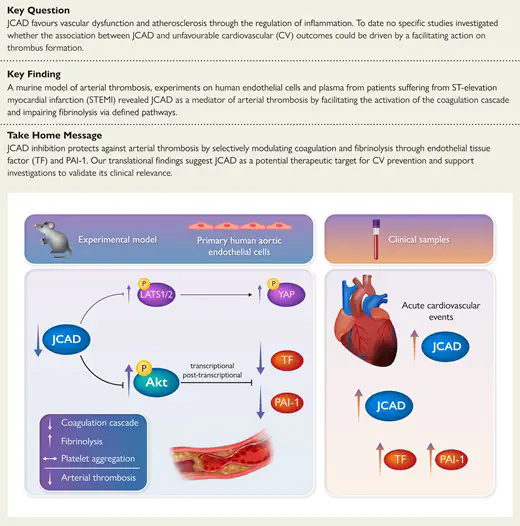 Key Question
JCAD favours vascular dysfunction and atherosclerosis through the regulation of inflammation. To date no specific studies investigated
whether the association between JCAD and unfavourable cardiovascular (CV) outcomes could be driven by a facilitating action on
thrombus formation.
Key Finding
A murine model of arterial thrombosis, experiments on human endothelial cells and plasma from patients suffering from ST-elevation
myocardial infarction (STEMI) revealed JCAD as a mediator of arterial thrombosis by facilitating the activation of the coagulation cascade
and impairing fibrinolysis via defined pathways.
Take Home Message
JCAD inhibition protects against arterial thrombosis by selectively modulating coagulation and fibrinolysis through endothelial tissue
factor (TF) and PAI-1. Our translational findings suggest JCAD as a potential therapeutic target for CV prevention and support
investigations to validate its clinical relevance.
Experimental model
Primary human aortic
endothelial cells
Clinical samples
P
LATS1/2
P
YAP
JCAD
P
Akt
transcriptional
post-transcriptional
TF
PAI-1
Coagulation cascade
Fibrinolysis
Platelet aggregation
Arterial thrombosis
Acute cardiovascular
events
JCAD
JCAD
TF
PAI-1